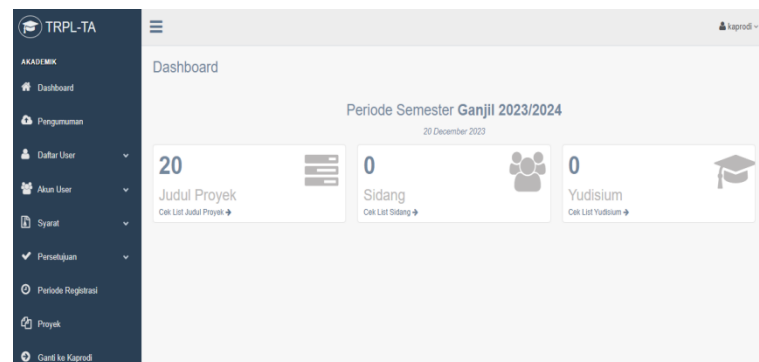 TRPL-TA
kaprodi
AKADEMIK
Dashboard
Pengumuman
Daftar User
Akun User
Syarat
Persetujuan
Periode Registrasi
Proyek
Ganti ke Kaprodi
Dashboard
Periode Semester Ganjil 2023/2024
20 December 2023
20
Judul Proyek
Cek List Judul Proyek
0
Sidang
Cek List Sidang
0
Yudisium
Cek List Yudisium